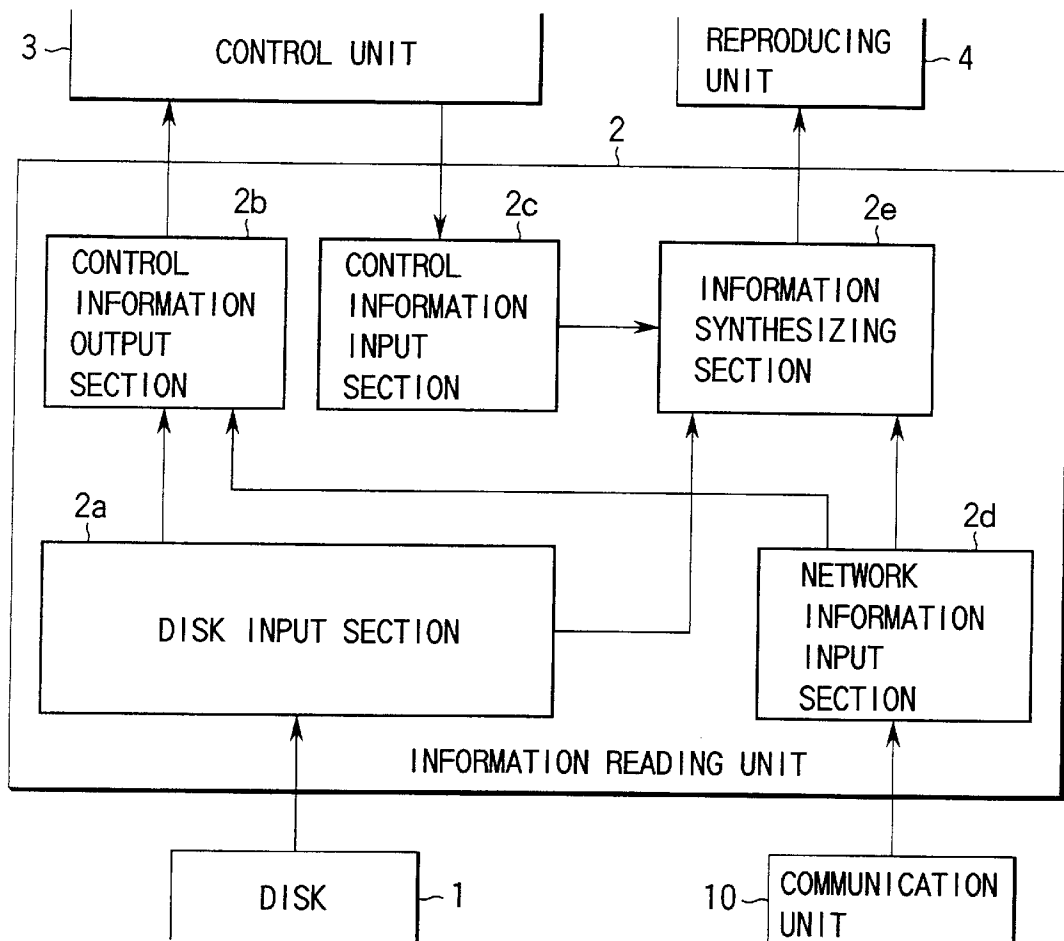 3
CONTROL UNIT
REPRODUCING
UNIT
4
2
2b
2c
2e
CONTROL
INFORMATION
OUTPUT
SECTION
CONTROL
INFORMATION
INPUT
SECTION
INFORMATION
SYNTHESIZING
SECTION
2a
2d
DISK INPUT SECTION
NETWORK
INFORMATION
INPUT
SECTION
INFORMATION READING UNIT
DISK
1
10
COMMUNICATION
UNIT